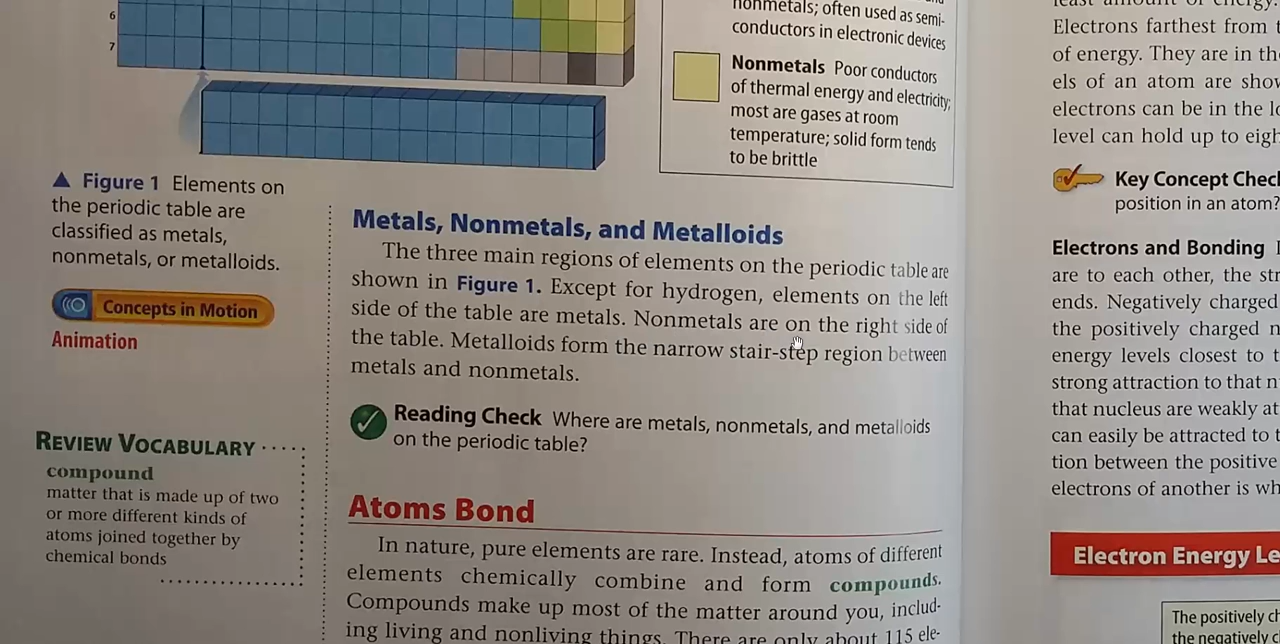 6
7
nonmetals; often used as semi-
conductors in electronic devices
Nonmetals Poor conductors
of thermal energy and electricity;
most are gases at room
temperature; solid form tends
to be brittle
▲ Figure 1 Elements on
the periodic table are
classified as metals,
nonmetals, or metalloids.
Concepts in Motion
Animation
REVIEW VOCABULARY
compound
matter that is made up of two
or more different kinds of
atoms joined together by
chemical bonds
Metals, Nonmetals, and Metalloids
The three main regions of elements on the periodic table are
shown in Figure 1. Except for hydrogen, elements on the left
side of the table are metals. Nonmetals are on the right side of
the table. Metalloids form the narrow stair-step region between
metals and nonmetals.
Reading Check Where are metals, nonmetals, and metalloids
on the periodic table?
Atoms Bond
In nature, pure elements are rare. Instead, atoms of different
elements chemically combine and form compounds.
Compounds make up most of the matter around you, includ-
ing living and nonliving things. There are only about 115 ele-
least amount of energy.
Electrons farthest from
of energy. They are in the
els of an atom are show
electrons can be in the lo
level can hold up to eigh
Key Concept Check
position in an atom?
Electrons and Bonding
are to each other, the str
ends. Negatively charged
the positively charged n
energy levels closest to t
strong attraction to that n
that nucleus are weakly at
can easily be attracted to t
tion between the positive
electrons of another is wh
Electron Energy Le
The positively ch
the negatively c